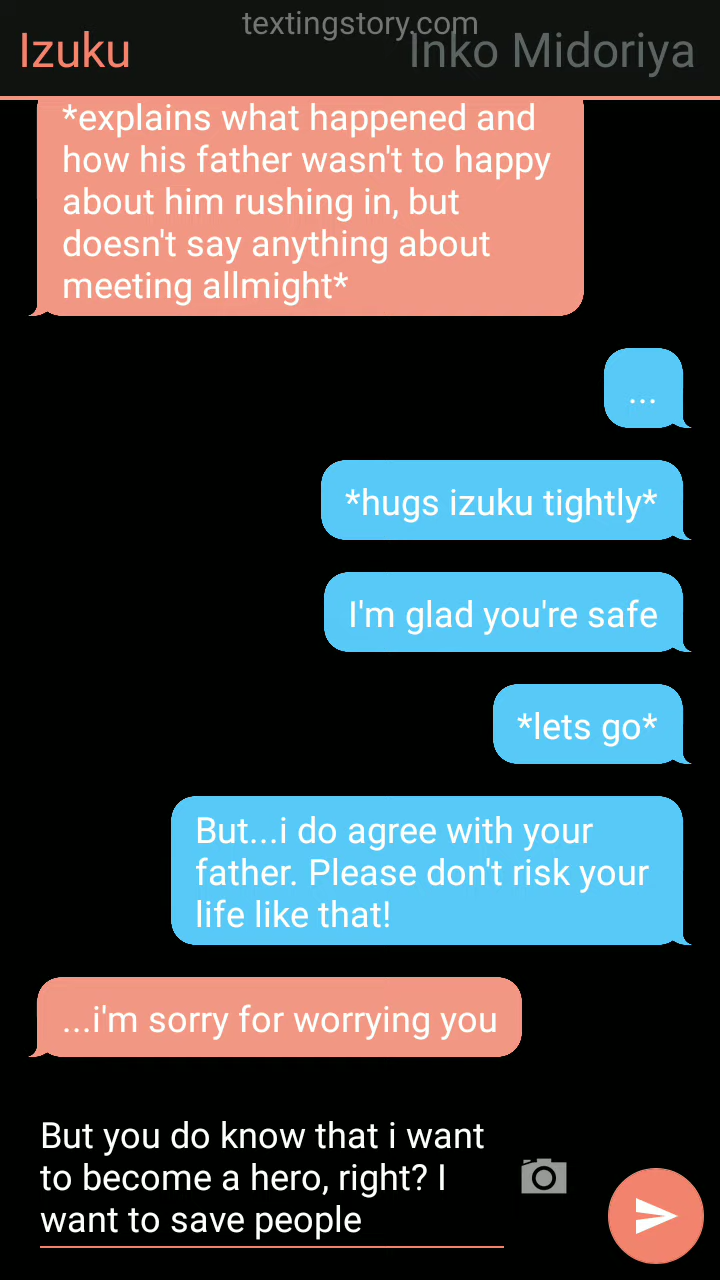 textingstory.com
Izuku
Inko Midoriya
*explains what happened and
how his father wasn't to happy
about him rushing in, but
doesn't say anything about
meeting allmight*
...
*hugs izuku tightly*
I'm glad you're safe
*lets go*
But...i do agree with your
father. Please don't risk your
life like that!
...i'm sorry for worrying you
But you do know that i want
to become a hero, right? I
want to save people